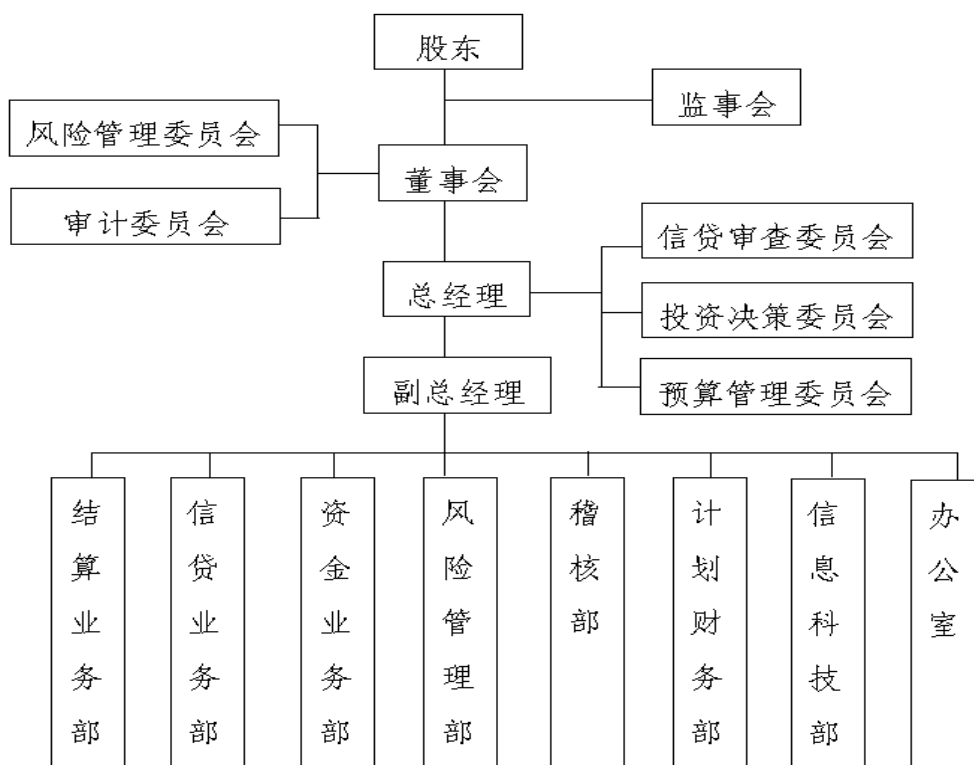 股东
监事会
风险管理委员会
董事会
审计委员会
信贷审查委员会
总经理
投资决策委员会
副总经理
预算管理委员会
结算业务部
信贷业务部
资金业务部
风险管理部
稽核部
计划财务部
信息科技部
办公室